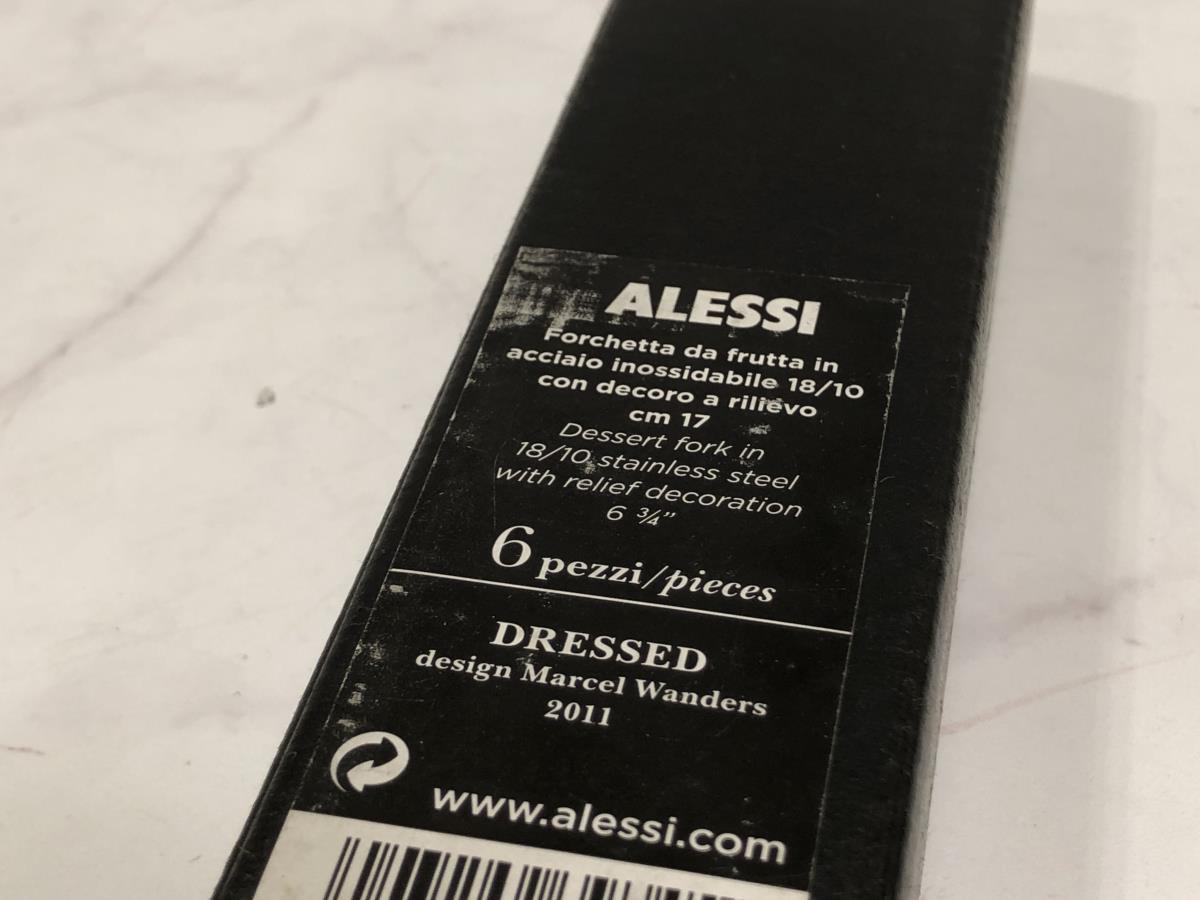 ALESSI
Forchetta da frutta in
acciaio inossidabile 18/10
con decoro a rilievo
cm 17
Dessert fork in
18/10 stainless steel
with relief decoration
6 ¾"
6 pezzi/pieces
DRESSED
design Marcel Wanders
2011
www.alessi.com